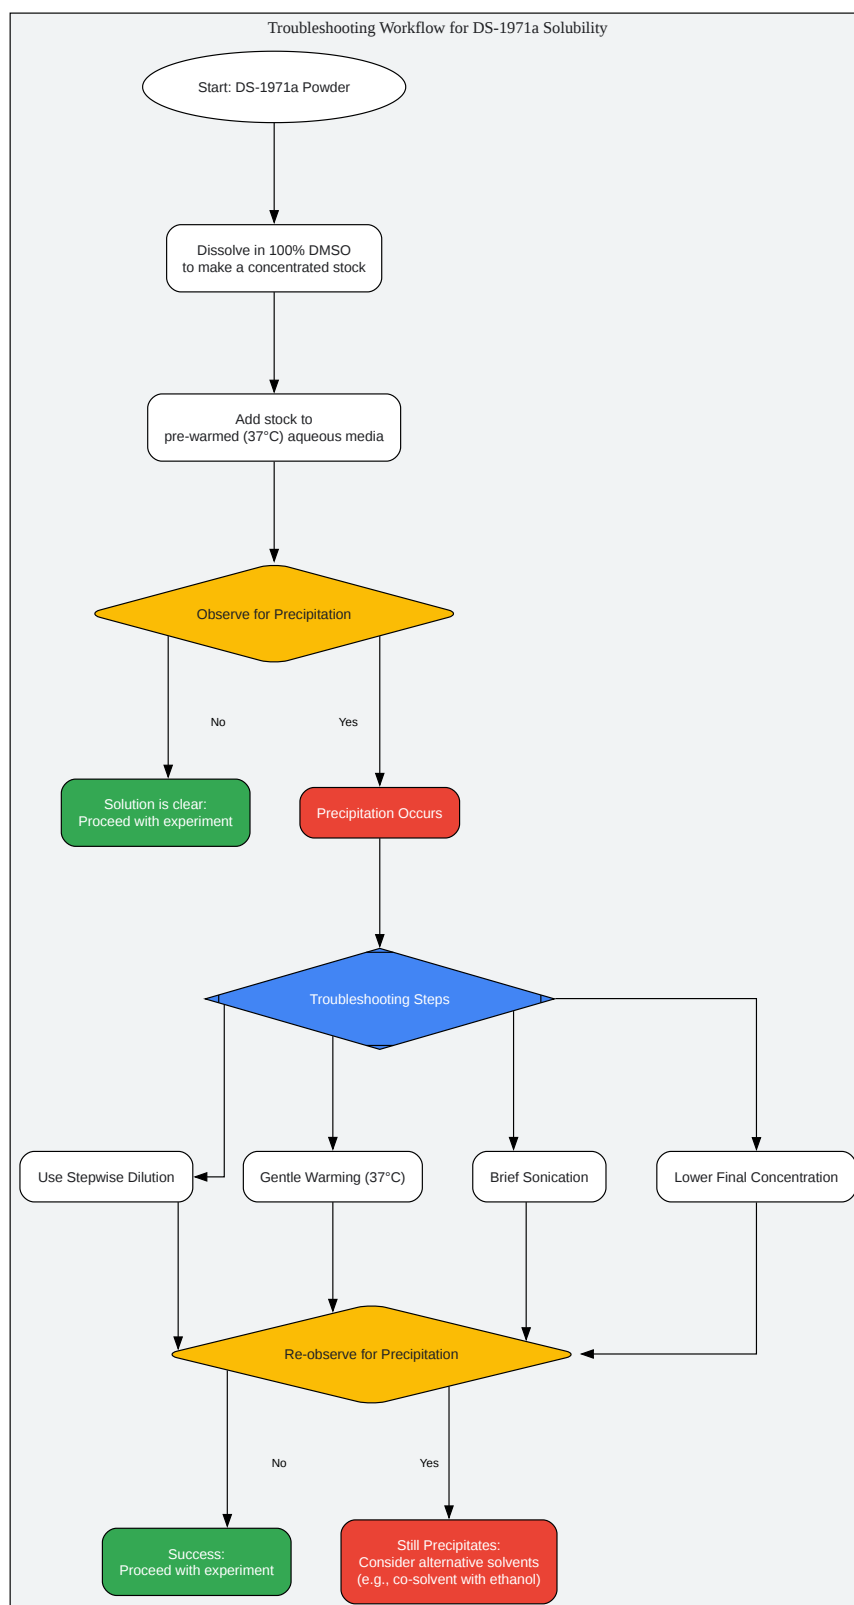 Troubleshooting Workflow for DS-1971a Solubility
Start: DS-1971a Powder
Dissolve in 100% DMSO
to make a concentrated stock
Add stock to
pre-warmed (37°C) aqueous media
Observe for Precipitation
No
Yes
Solution is clear:
Proceed with experiment
Precipitation Occurs
Troubleshooting Steps
Use Stepwise Dilution
Gentle Warming (37°C)
Brief Sonication
Lower Final Concentration
Re-observe for Precipitation
No
Yes
Success:
Proceed with experiment
Still Precipitates:
Consider alternative solvents
(e.g., co-solvent with ethanol)